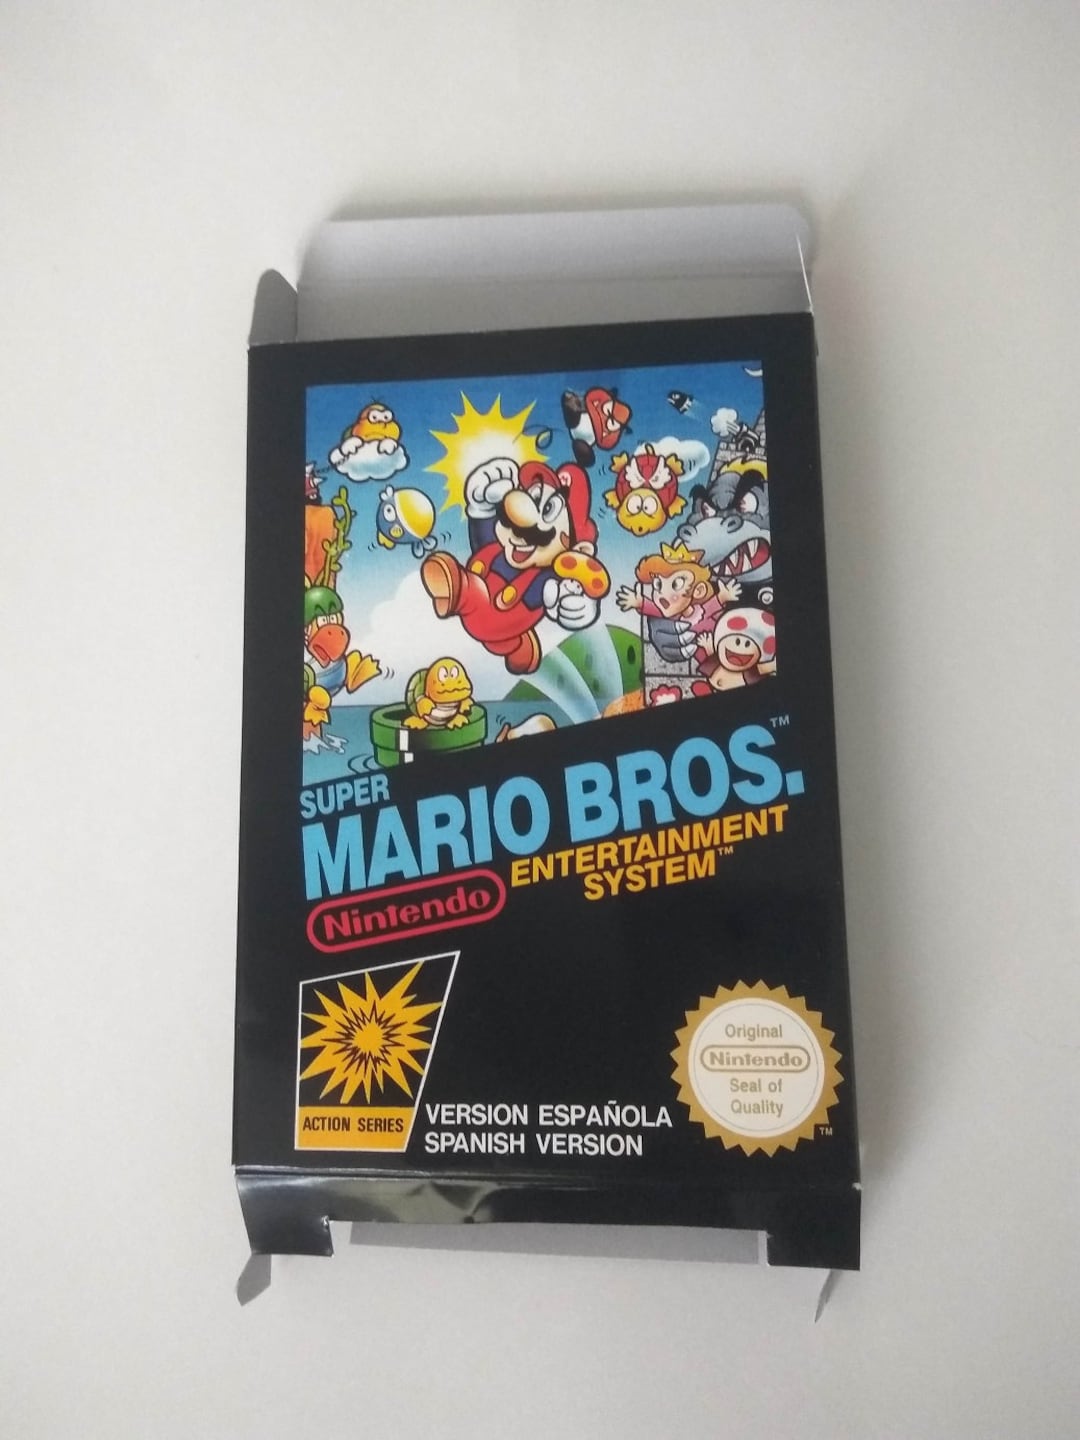 SUPER
MARIO BROS.™
ENTERTAINMENT
SYSTEM™
Nintendo
ACTION SERIES
VERSION ESPAÑOLA
SPANISH VERSION
Original
Nintendo
Seal of
Quality
TM